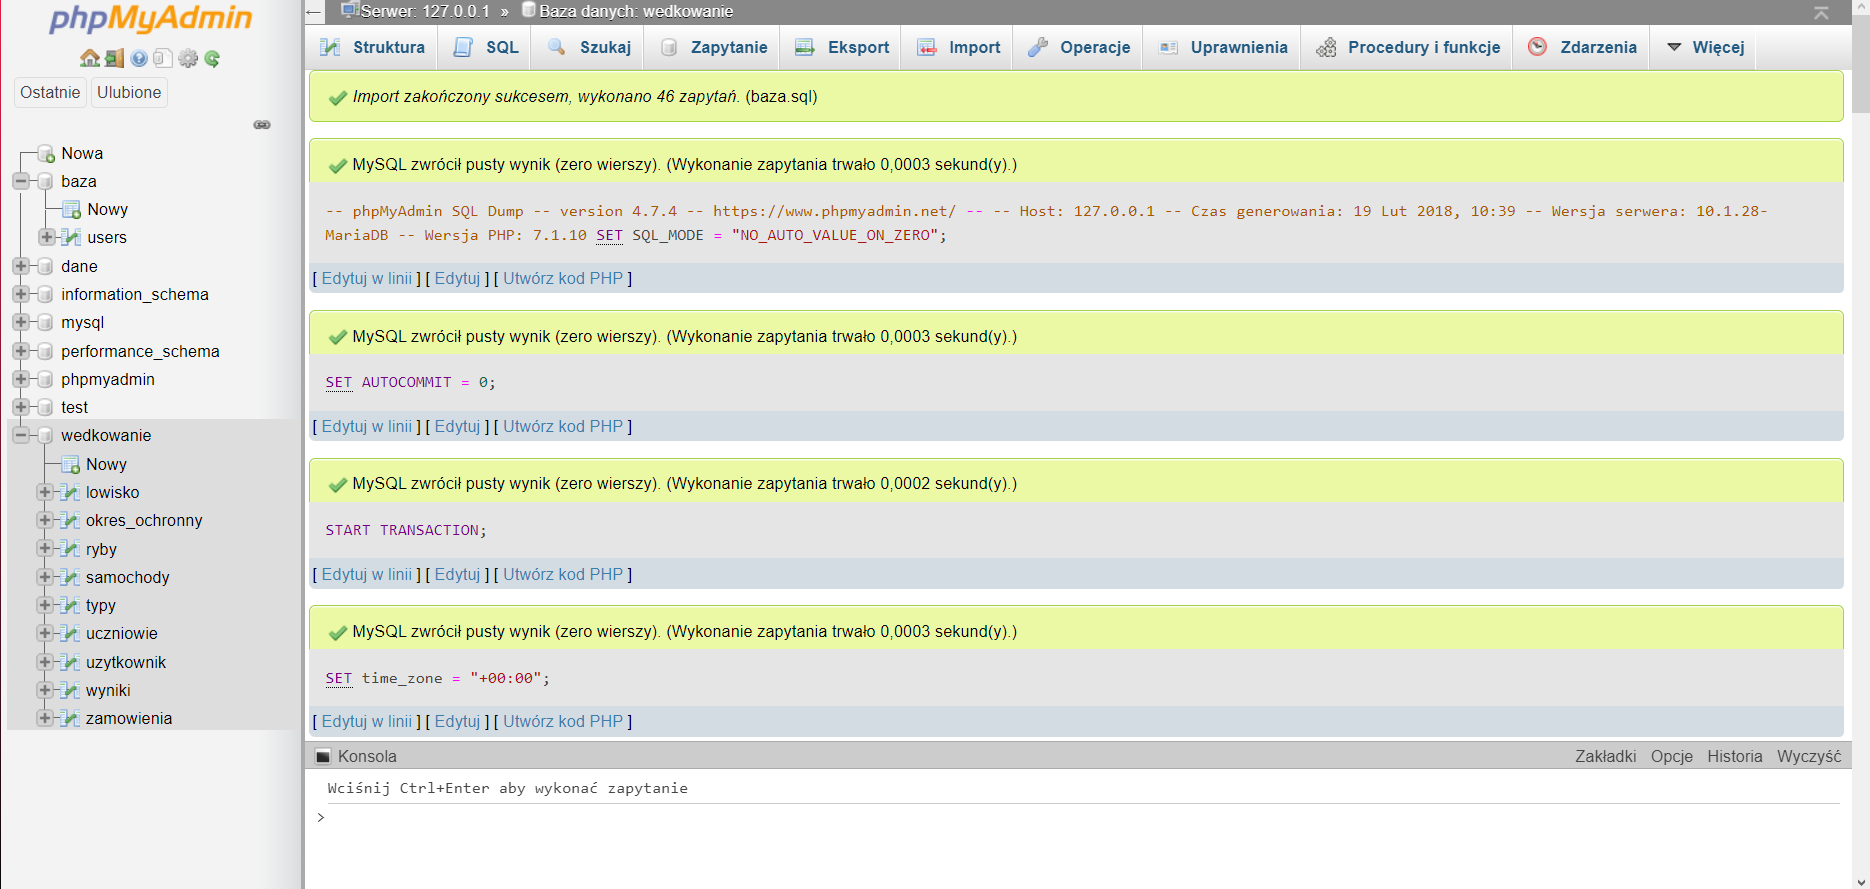 phpMyAdmin
Ostatnie Ulubione
Nowa
baza
Nowy
users
dane
information_schema
mysql
performance_schema
phpmyadmin
test
wedkowanie
Nowy
lowisko
okres_ochronny
ryby
samochody
typy
uczniowie
uzytkownik
wyniki
zamowienia
Serwer: 127.0.0.1 » Baza danych: wedkowanie
Struktura SQL Szukaj Zapytanie Eksport Import Operacje Uprawnienia Procedury i funkcje Zdarzenia Więcej
Import zakończony sukcesem, wykonano 46 zapytań. (baza.sql)
MySQL zwrócił pusty wynik (zero wierszy). (Wykonanie zapytania trwało 0,0003 sekund(y).)
-- phpMyAdmin SQL Dump -- version 4.7.4 -- https://www.phpmyadmin.net/ -- -- Host: 127.0.0.1 -- Czas generowania: 19 Lut 2018, 10:39 -- Wersja serwera: 10.1.28-
MariaDB -- Wersja PHP: 7.1.10 SET SQL_MODE = "NO_AUTO_VALUE_ON_ZERO";
[ Edytuj w linii ] [ Edytuj ] [ Utwórz kod PHP ]
MySQL zwrócił pusty wynik (zero wierszy). (Wykonanie zapytania trwało 0,0003 sekund(y).)
SET AUTOCOMMIT = 0;
[ Edytuj w linii ] [ Edytuj ] [ Utwórz kod PHP ]
MySQL zwrócił pusty wynik (zero wierszy). (Wykonanie zapytania trwało 0,0002 sekund(y).)
START TRANSACTION;
[ Edytuj w linii ] [ Edytuj ] [ Utwórz kod PHP ]
MySQL zwrócił pusty wynik (zero wierszy). (Wykonanie zapytania trwało 0,0003 sekund(y).)
SET time_zone = "+00:00";
[ Edytuj w linii ] [ Edytuj ] [ Utwórz kod PHP ]
Konsola Zakładki Opcje Historia Wyczyść
Wciśnij Ctrl+Enter aby wykonać zapytanie
>